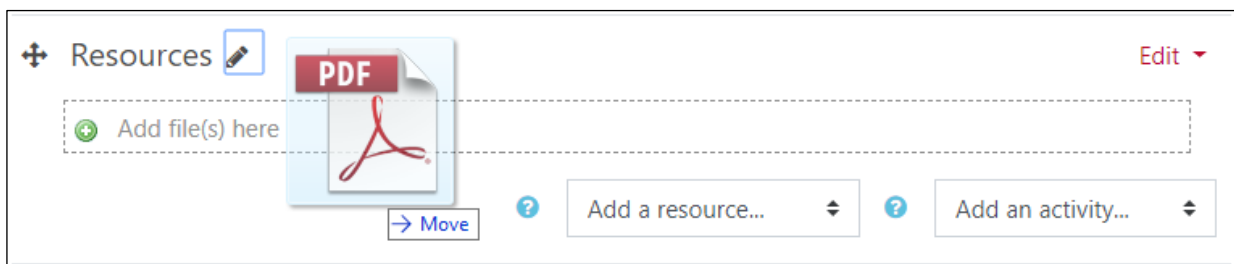 Resources
Edit
PDF
Add file(s) here
Move
Add a resource...
Add an activity...